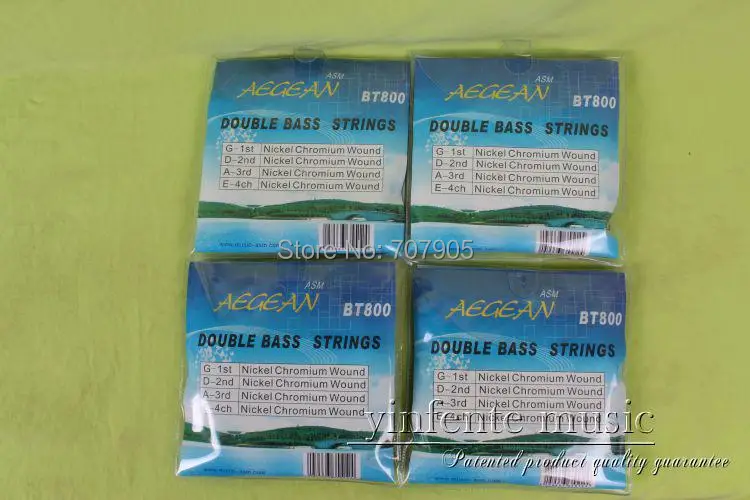 ASM
AEGEAN
BT800
DOUBLE BASS STRINGS
G-1st Nickel Chromium Wound
D-2nd Nickel Chromium Wound
A-3rd Nickel Chromium Wound
E-4ch Nickel Chromium Wound
ASM
AEGEAN
BT800
DOUBLE BASS STRINGS
G-1st Nickel Chromium Wound
D-2nd Nickel Chromium Wound
A-3rd Nickel Chromium Wound
E-4ch Nickel Chromium Wound
Store No: 707905
ASM
AEGEAN
BT800
DOUBLE BASS STRINGS
G-1st Nickel Chromium Wound
D-2nd Nickel Chromium Wound
A-3rd Nickel Chromium Wound
E-4ch Nickel Chromium Wound
ASM
AEGEAN
BT800
DOUBLE BASS STRINGS
G-1st Nickel Chromium Wound
D-2nd Nickel Chromium Wound
A-3rd Nickel Chromium Wound
E-4ch Nickel Chromium Wound
yinfente music
Patented product quality guarantee